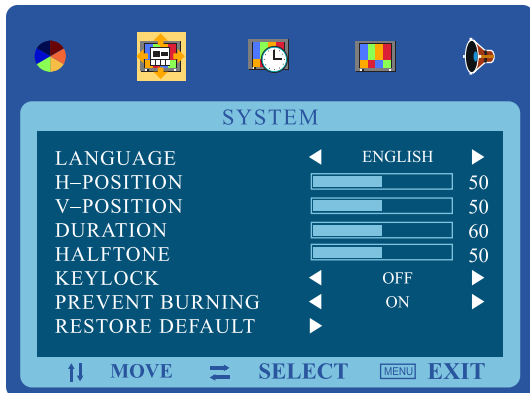 SYSTEM
LANGUAGE ENGLISH
H–POSITION 50
V–POSITION 50
DURATION 60
HALFTONE 50
KEYLOCK OFF
PREVENT BURNING ON
RESTORE DEFAULT
MOVE SELECT MENU EXIT